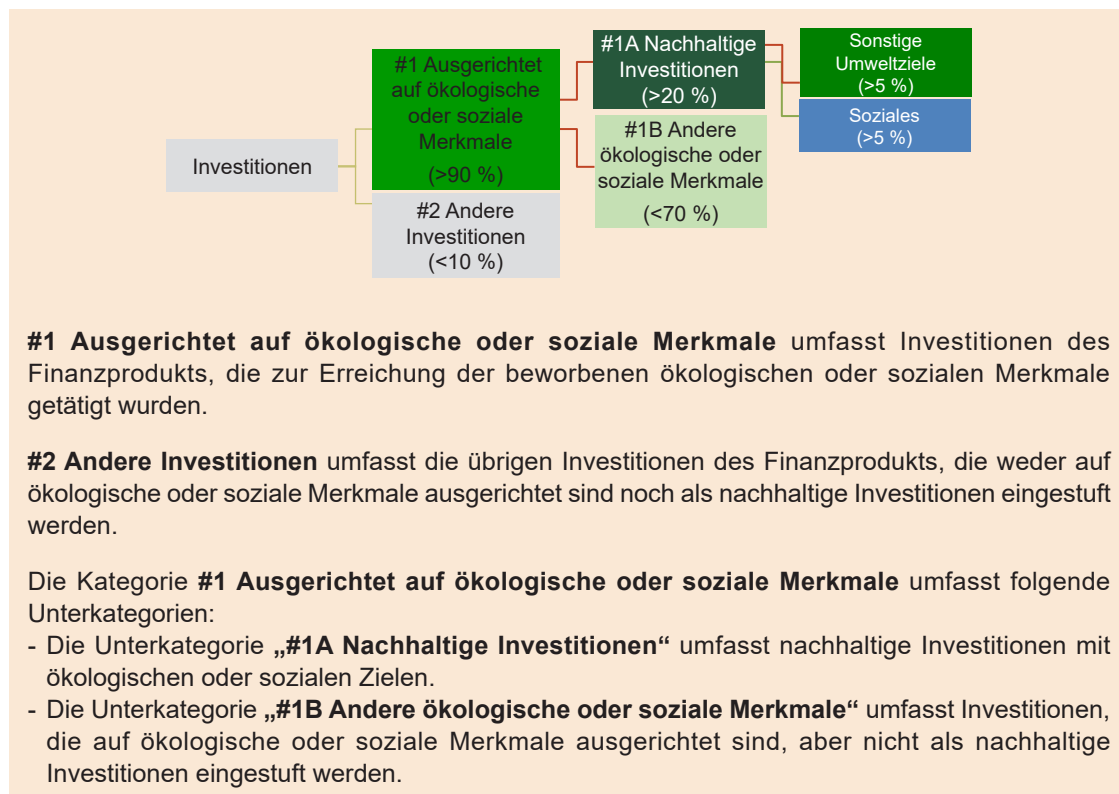 Investitionen
#1 Ausgerichtet
auf ökologische
oder soziale
Merkmale
(>90 %)
#2 Andere
Investitionen
(<10 %)
#1A Nachhaltige
Investitionen
(>20 %)
#1B Andere
ökologische oder
soziale Merkmale
(<70 %)
Sonstige
Umweltziele
(>5 %)
Soziales
(>5 %)
#1 Ausgerichtet auf ökologische oder soziale Merkmale umfasst Investitionen des
Finanzprodukts, die zur Erreichung der beworbenen ökologischen oder sozialen Merkmale
getätigt wurden.
#2 Andere Investitionen umfasst die übrigen Investitionen des Finanzprodukts, die weder auf
ökologische oder soziale Merkmale ausgerichtet sind noch als nachhaltige Investitionen eingestuft
werden.
Die Kategorie #1 Ausgerichtet auf ökologische oder soziale Merkmale umfasst folgende
Unterkategorien:
- Die Unterkategorie „#1A Nachhaltige Investitionen“ umfasst nachhaltige Investitionen mit
ökologischen oder sozialen Zielen.
- Die Unterkategorie „#1B Andere ökologische oder soziale Merkmale“ umfasst Investitionen,
die auf ökologische oder soziale Merkmale ausgerichtet sind, aber nicht als nachhaltige
Investitionen eingestuft werden.